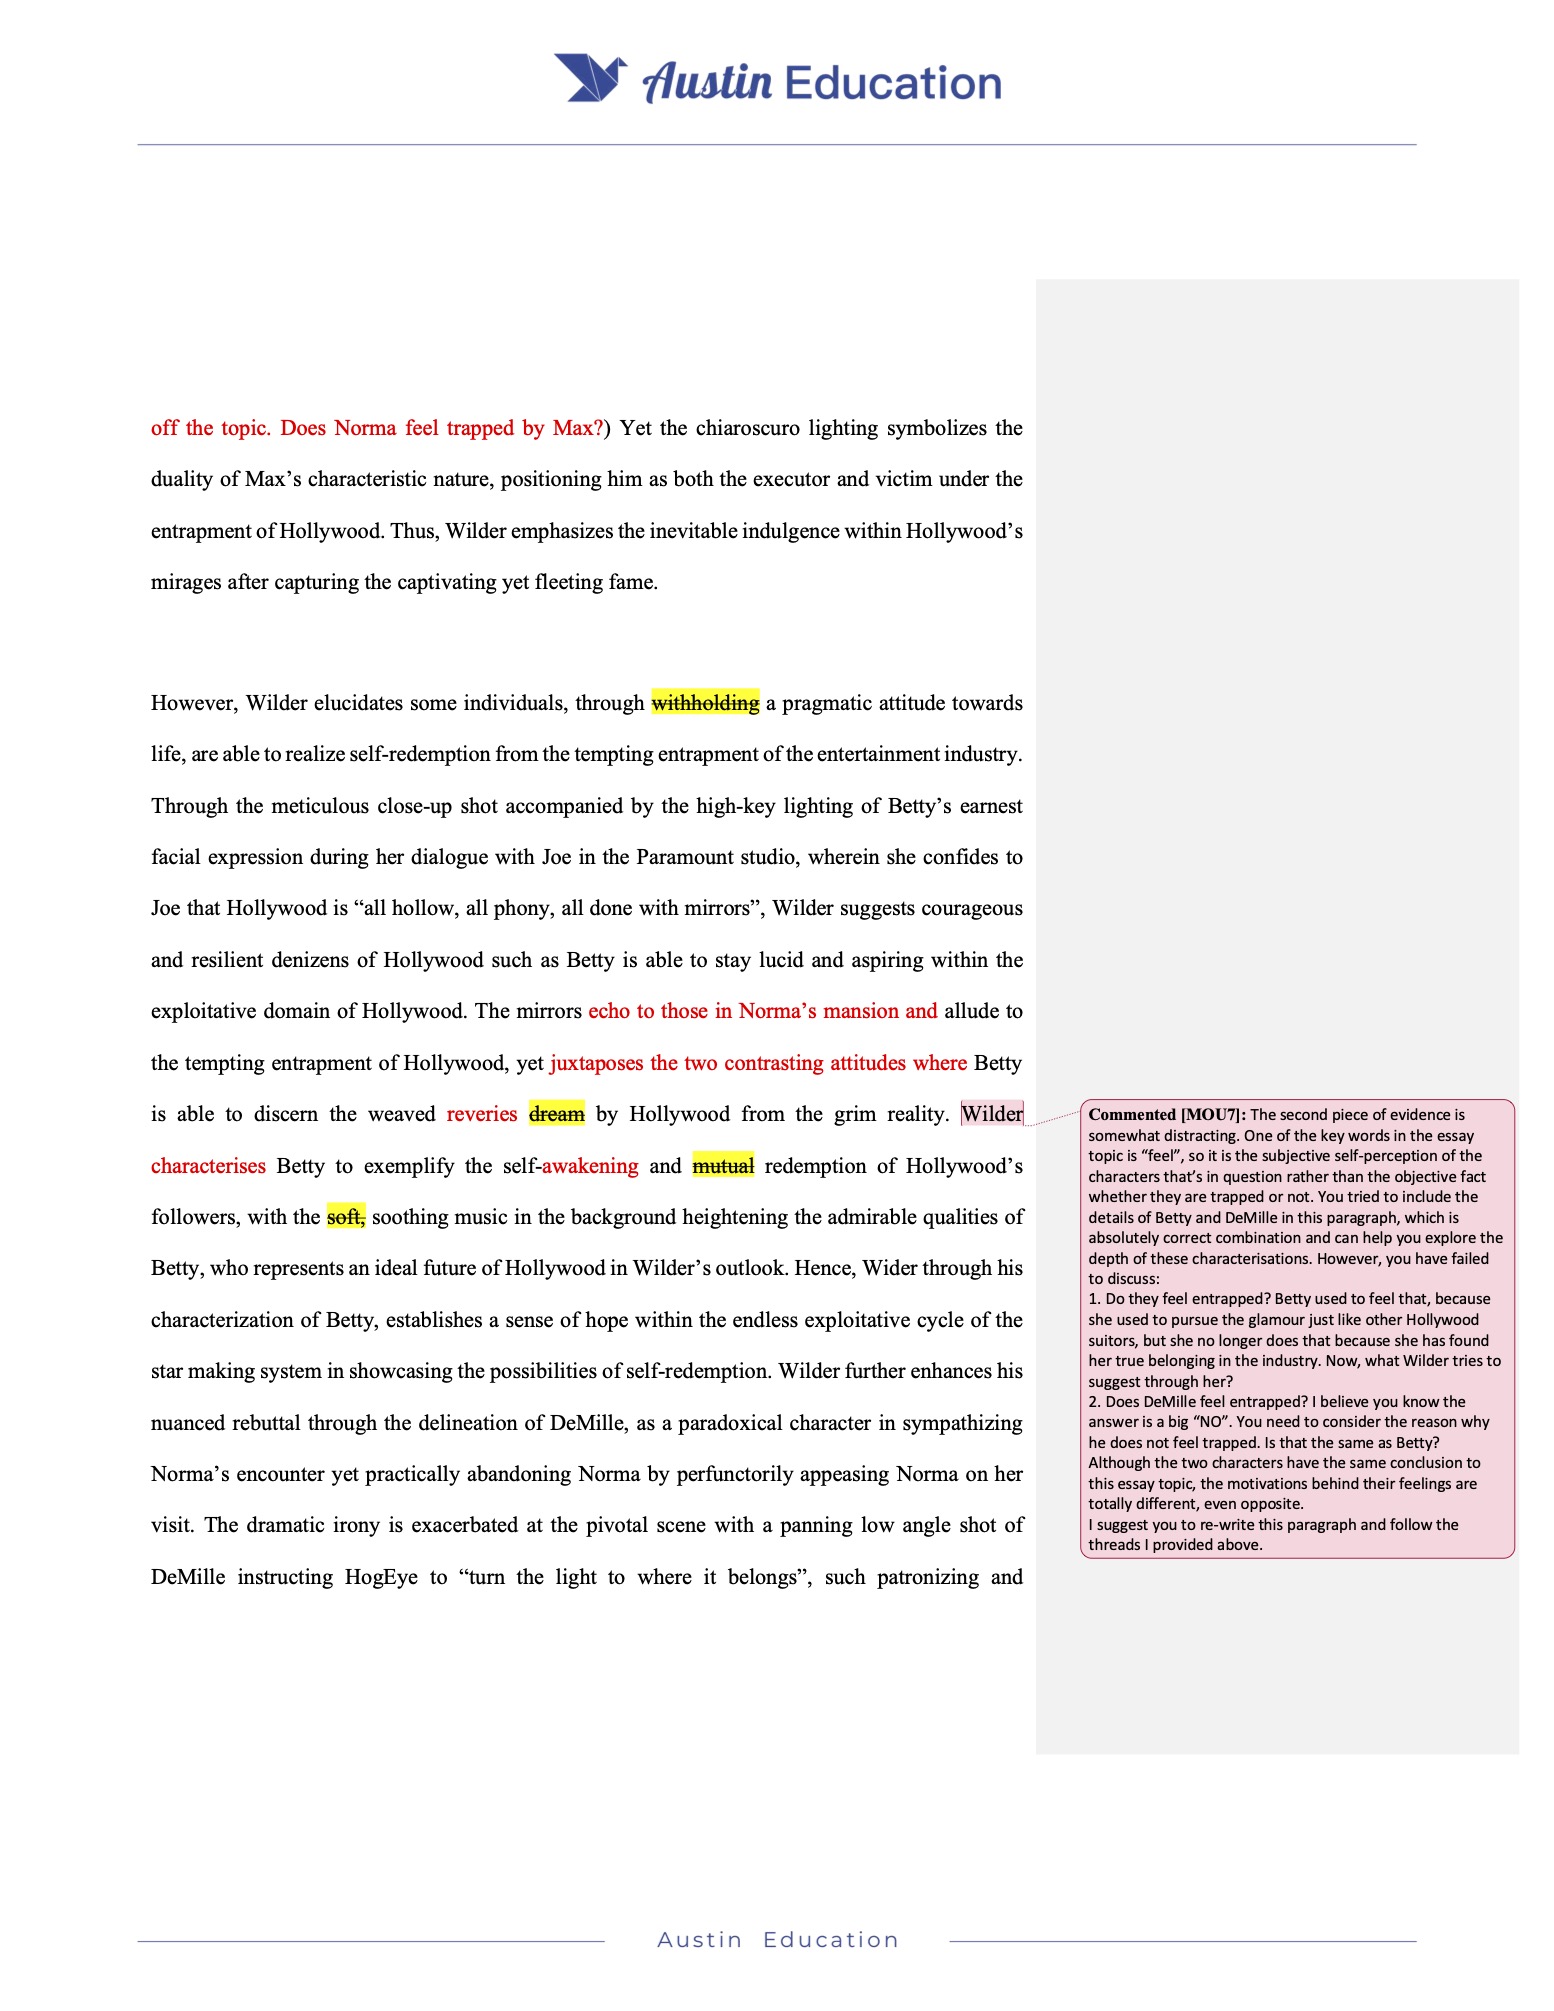 Austin Education
off the topic. Does Norma feel trapped by Max?) Yet the chiaroscuro lighting symbolizes the
duality of Max’s characteristic nature, positioning him as both the executor and victim under the
entrapment of Hollywood. Thus, Wilder emphasizes the inevitable indulgence within Hollywood’s
mirages after capturing the captivating yet fleeting fame.
However, Wilder elucidates some individuals, through withholding a pragmatic attitude towards
life, are able to realize self-redemption from the tempting entrapment of the entertainment industry.
Through the meticulous close-up shot accompanied by the high-key lighting of Betty’s earnest
facial expression during her dialogue with Joe in the Paramount studio, wherein she confides to
Joe that Hollywood is “all hollow, all phony, all done with mirrors”, Wilder suggests courageous
and resilient denizens of Hollywood such as Betty is able to stay lucid and aspiring within the
exploitative domain of Hollywood. The mirrors echo to those in Norma’s mansion and allude to
the tempting entrapment of Hollywood, yet juxtaposes the two contrasting attitudes where Betty
is able to discern the weaved reveries dream by Hollywood from the grim reality. Wilder
characterises Betty to exemplify the self-awakening and mutual redemption of Hollywood’s
followers, with the soft, soothing music in the background heightening the admirable qualities of
Betty, who represents an ideal future of Hollywood in Wilder’s outlook. Hence, Wider through his
characterization of Betty, establishes a sense of hope within the endless exploitative cycle of the
star making system in showcasing the possibilities of self-redemption. Wilder further enhances his
nuanced rebuttal through the delineation of DeMille, as a paradoxical character in sympathizing
Norma’s encounter yet practically abandoning Norma by perfunctorily appeasing Norma on her
visit. The dramatic irony is exacerbated at the pivotal scene with a panning low angle shot of
DeMille instructing HogEye to “turn the light to where it belongs”, such patronizing and
Commented [MOU7]: The second piece of evidence is
somewhat distracting. One of the key words in the essay
topic is “feel”, so it is the subjective self-perception of the
characters that’s in question rather than the objective fact
whether they are trapped or not. You tried to include the
details of Betty and DeMille in this paragraph, which is
absolutely correct combination and can help you explore the
depth of these characterisations. However, you have failed
to discuss:
1. Do they feel entrapped? Betty used to feel that, because
she used to pursue the glamour just like other Hollywood
suitors, but she no longer does that because she has found
her true belonging in the industry. Now, what Wilder tries to
suggest through her?
2. Does DeMille feel entrapped? I believe you know the
answer is a big “NO”. You need to consider the reason why
he does not feel trapped. Is that the same as Betty?
Although the two characters have the same conclusion to
this essay topic, the motivations behind their feelings are
totally different, even opposite.
I suggest you to re-write this paragraph and follow the
threads I provided above.
Austin Education